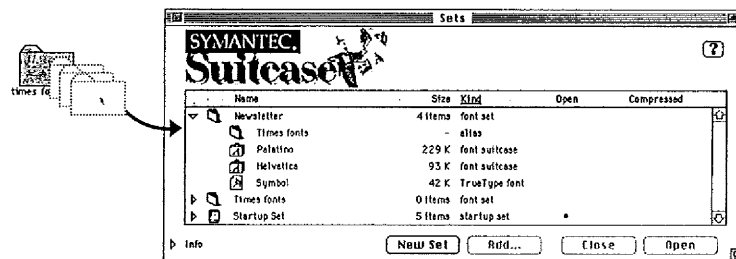 Sets
SYMANTEC.
Suitcase
?
times fo
Name Size Kind Open Compressed
Newsletter 4 items font set
Times fonts – alias
Palatino 229 K font suitcase
Helvetica 93 K font suitcase
Symbol 42 K TrueType font
Times fonts 0 items font set
Startup Set 5 items startup set •
Info New Set Add... Close Open